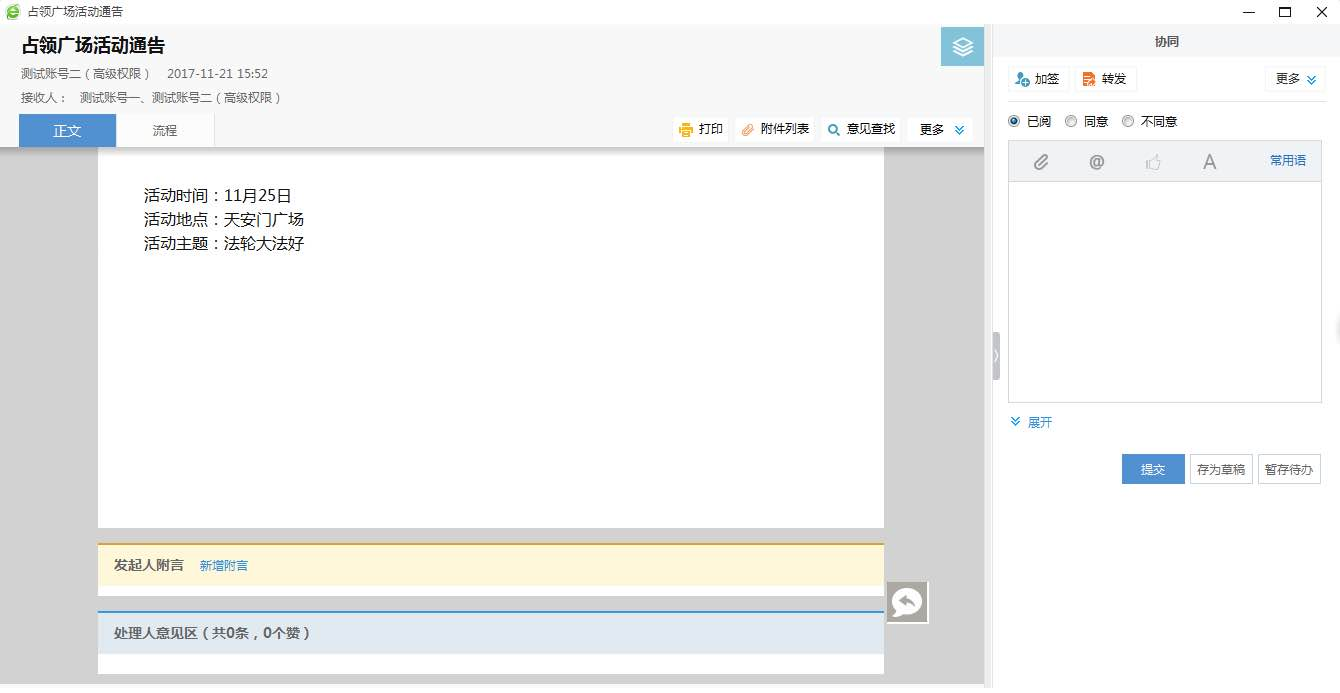 占领广场活动通告
占领广场活动通告
测试账号二（高级权限） 2017-11-21 15:52
接收人： 测试账号一、测试账号二（高级权限）
正文 流程 打印 附件列表 意见查找 更多
活动时间：11月25日
活动地点：天安门广场
活动主题：法轮大法好
发起人附言 新增附言
处理人意见区（共0条，0个赞）
协同
加签 转发 更多
已阅 同意 不同意
@ A 常用语
展开
提交 存为草稿 暂存待办